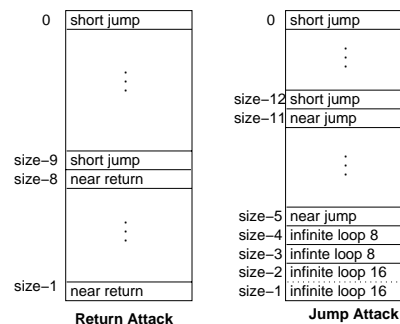 0 short jump
size-9 short jump
size-8 near return
size-1 near return
Return Attack
0 short jump
size-12 short jump
size-11 near jump
size-5 near jump
size-4 infinite loop 8
size-3 infinte loop 8
size-2 infinite loop 16
size-1 infinite loop 16
Jump Attack